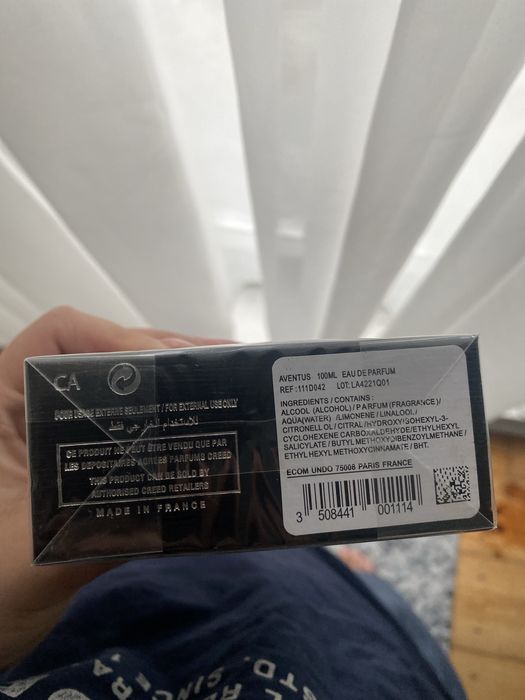 CA
POUR USAGE EXTERNE SEULEMENT / FOR EXTERNAL USE ONLY
للاستخدام الخارجي فقط
CE PRODUIT NE PEUT ÊTRE VENDU QUE PAR
LES DEPOSITAIRES AGRÉES PARFUMS CREED
THIS PRODUCT CAN BE SOLD BY
AUTHORISED CREED RETAILERS
MADE IN FRANCE
AVENTUS 100ML EAU DE PARFUM
REF:111D042 LOT:LA4221Q01
INGREDIENTS / CONTAINS :
ALCOOL (ALCOHOL) / PARFUM (FRAGRANCE)/
AQUA(WATER) /LIMONENE / LINALOOL /
CITRONELLOL / CITRAL /HYDROXYISOHEXYL-3-
CYCLOHEXENE CARBOXALDEHYDE/ETHYLHEXYL
SALICYLATE / BUTYL METHOXYDIBENZOYLMETHANE /
ETHYLHEXYL METHOXYCINNAMATE / BHT.
ECOM UNDO 75008 PARIS FRANCE
3 508441 001114